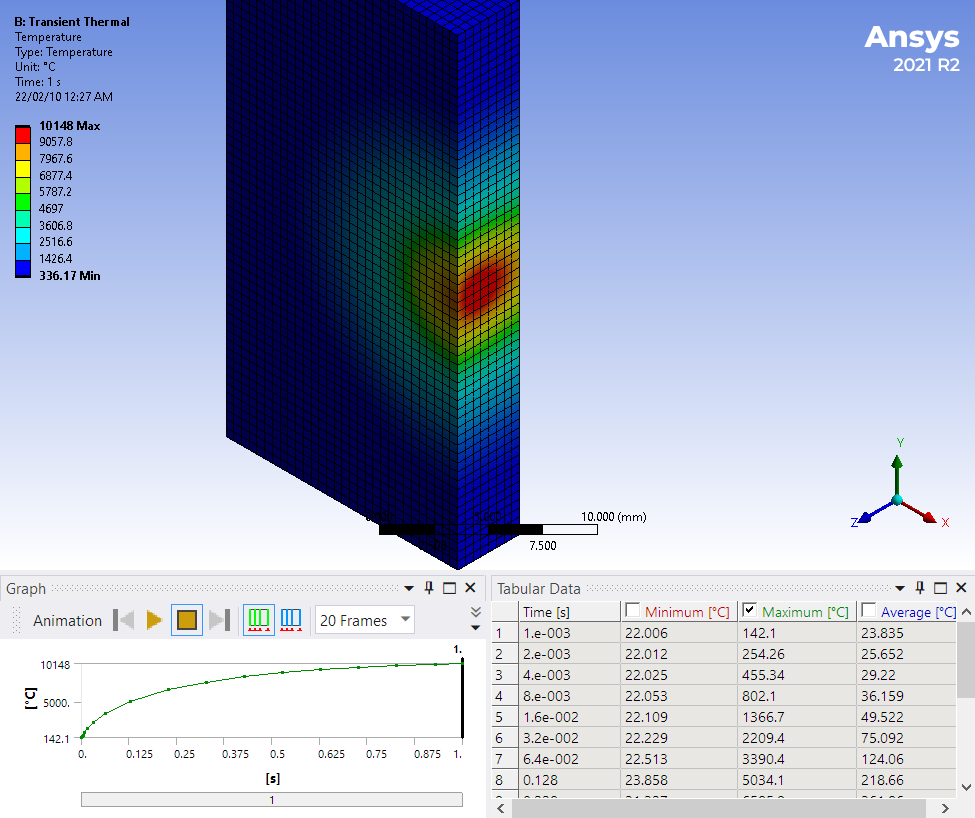 B: Transient Thermal
Temperature
Type: Temperature
Unit: °C
Time: 1 s
22/02/10 12:27 AM
Ansys
2021 R2
10148 Max
9057.8
7967.6
6877.4
5787.2
4697
3606.8
2516.6
1426.4
336.17 Min
Y
Z
X
10.000 (mm)
7.500
Graph
Animation
20 Frames
1.
10148
5000.
142.1
[°C]
0. 0.125 0.25 0.375 0.5 0.625 0.75 0.875 1.
[s]
1
Tabular Data
Time [s] Minimum [°C] Maximum [°C] Average [°C]
1 1.e-003 22.006 142.1 23.835
2 2.e-003 22.012 254.26 25.652
3 4.e-003 22.025 455.34 29.22
4 8.e-003 22.053 802.1 36.159
5 1.6e-002 22.109 1366.7 49.522
6 3.2e-002 22.229 2209.4 75.092
7 6.4e-002 22.513 3390.4 124.06
8 0.128 23.858 5034.1 218.66